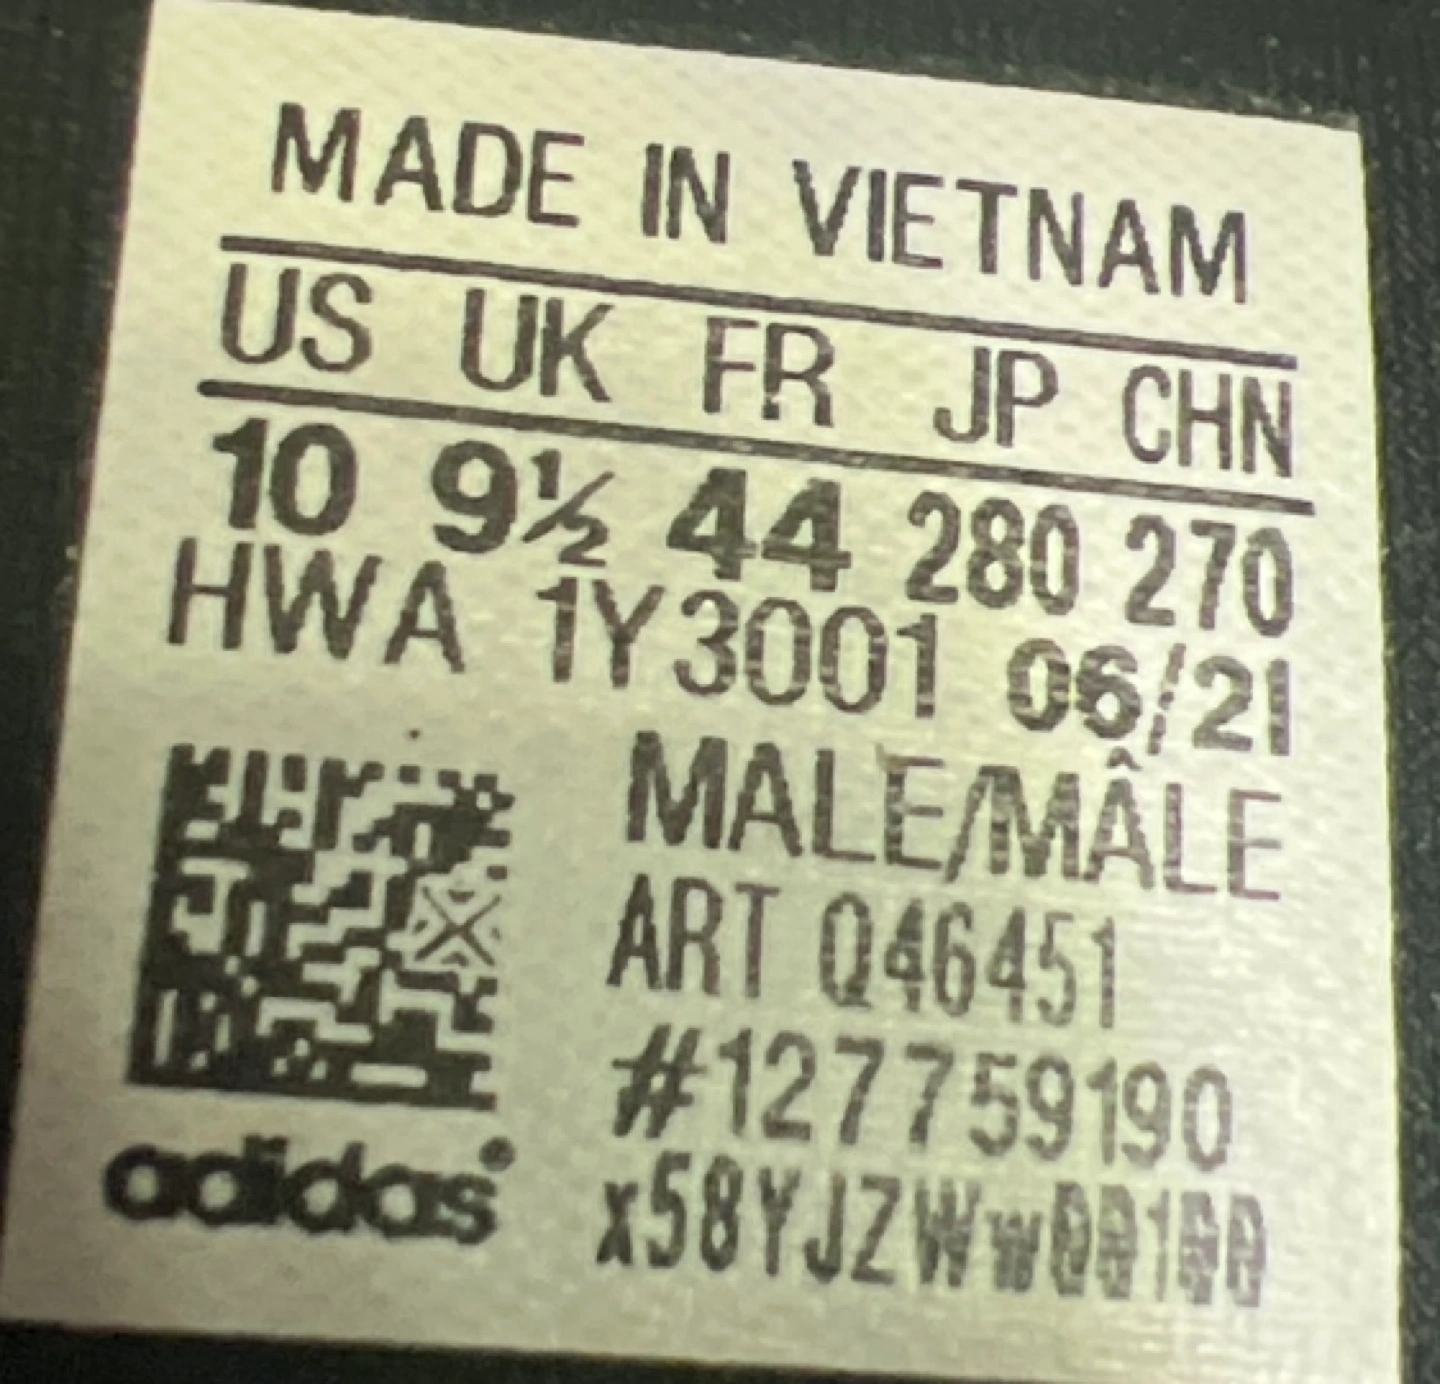 MADE IN VIETNAM
US UK FR JP CHN
10 9½ 44 280 270
HWA 1Y3001 06/21
MALE/MÂLE
ART Q46451
#127759190
x58YJZWw00100
adidas